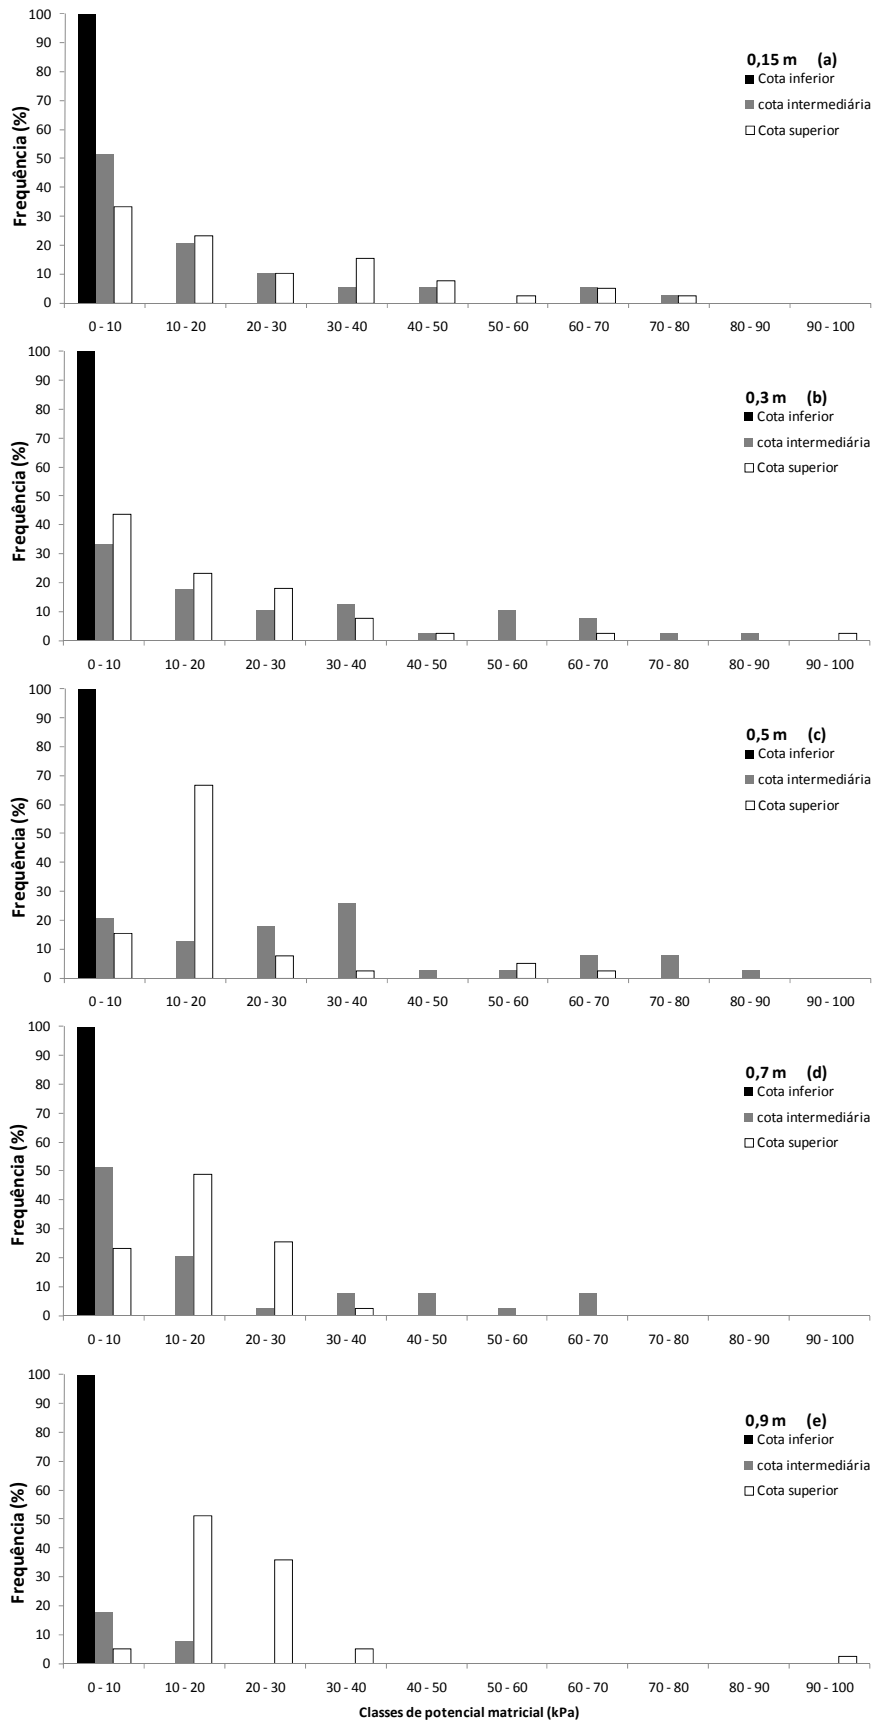 100
90
80
70
60
50
40
30
20
10
0
Frequência (%)
0,15 m (a)
Cota inferior
cota intermediária
Cota superior
0 - 10 10 - 20 20 - 30 30 - 40 40 - 50 50 - 60 60 - 70 70 - 80 80 - 90 90 - 100
100
90
80
70
60
50
40
30
20
10
0
Frequência (%)
0,3 m (b)
Cota inferior
cota intermediária
Cota superior
0 - 10 10 - 20 20 - 30 30 - 40 40 - 50 50 - 60 60 - 70 70 - 80 80 - 90 90 - 100
100
90
80
70
60
50
40
30
20
10
0
Frequência (%)
0,5 m (c)
Cota inferior
cota intermediária
Cota superior
0 - 10 10 - 20 20 - 30 30 - 40 40 - 50 50 - 60 60 - 70 70 - 80 80 - 90 90 - 100
100
90
80
70
60
50
40
30
20
10
0
Frequência (%)
0,7 m (d)
Cota inferior
cota intermediária
Cota superior
0 - 10 10 - 20 20 - 30 30 - 40 40 - 50 50 - 60 60 - 70 70 - 80 80 - 90 90 - 100
100
90
80
70
60
50
40
30
20
10
0
Frequência (%)
0,9 m (e)
Cota inferior
cota intermediária
Cota superior
0 - 10 10 - 20 20 - 30 30 - 40 40 - 50 50 - 60 60 - 70 70 - 80 80 - 90 90 - 100
Classes de potencial matricial (kPa)